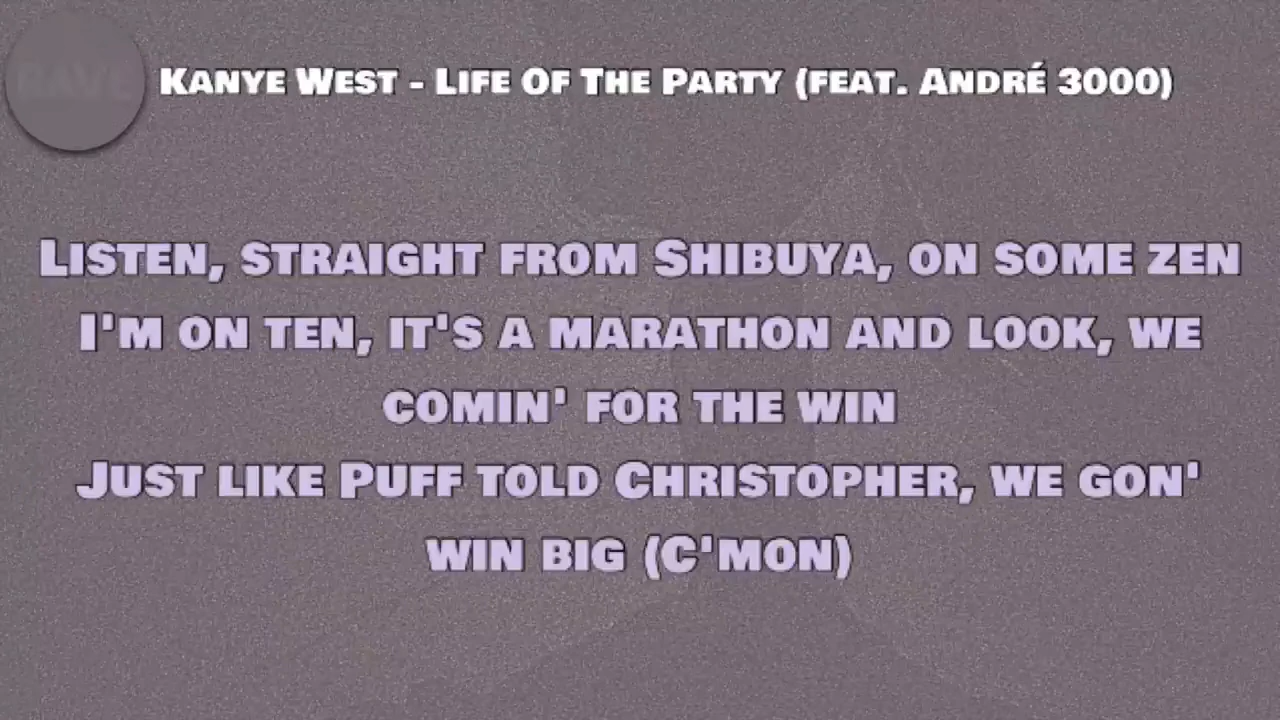 RAVE
Kanye West - Life Of The Party (feat. André 3000)
Listen, straight from Shibuya, on some zen
I'm on ten, it's a marathon and look, we
comin' for the win
Just like Puff told Christopher, we gon'
win big (C'mon)